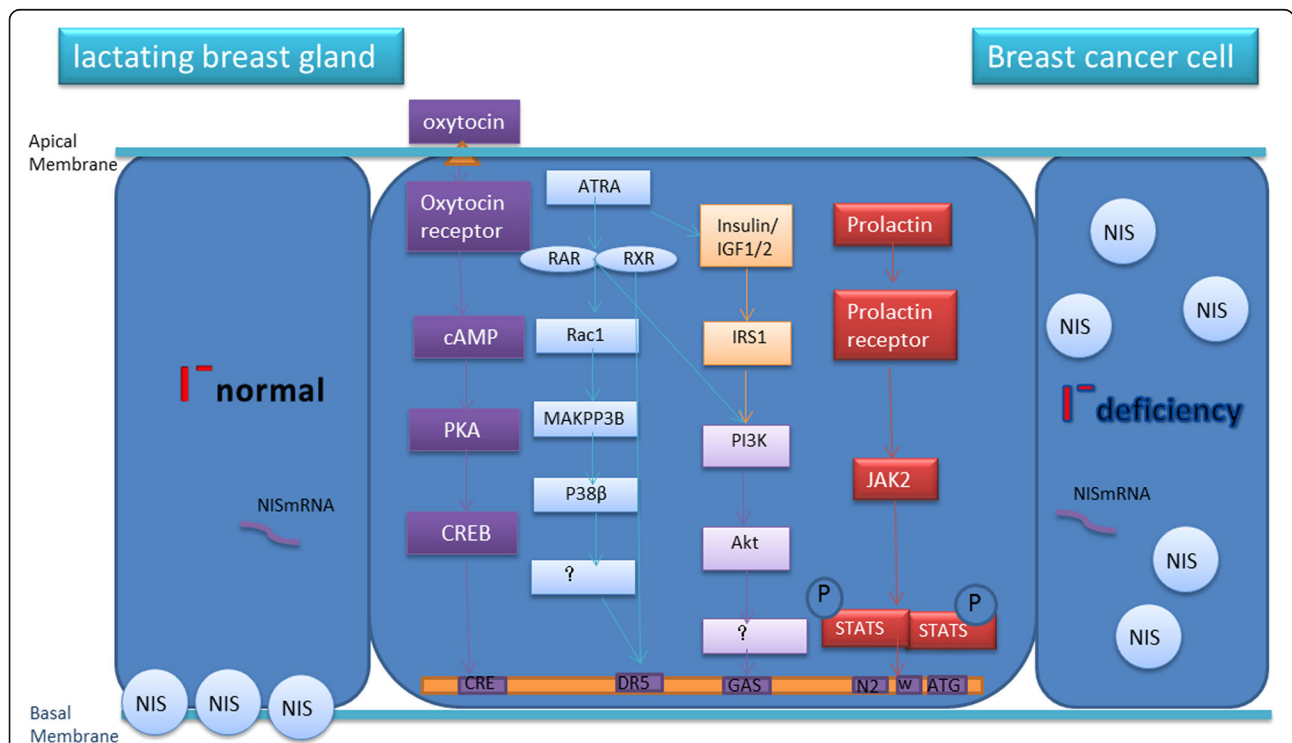 lactating breast gland
Breast cancer cell
oxytocin
Apical
Membrane
Oxytocin
receptor
cAMP
PKA
CREB
ATRA
RAR
RXR
Rac1
MAKPP3B
P38β
?
Insulin/
IGF1/2
IRS1
PI3K
Akt
?
Prolactin
Prolactin
receptor
JAK2
P
P
STATS
STATS
I⁻ normal
NISmRNA
NIS
NIS
NIS
NIS
NIS
NIS
I⁻ deficiency
NISmRNA
NIS
NIS
CRE
DR5
GAS
N2
w
ATG
Basal
Membrane